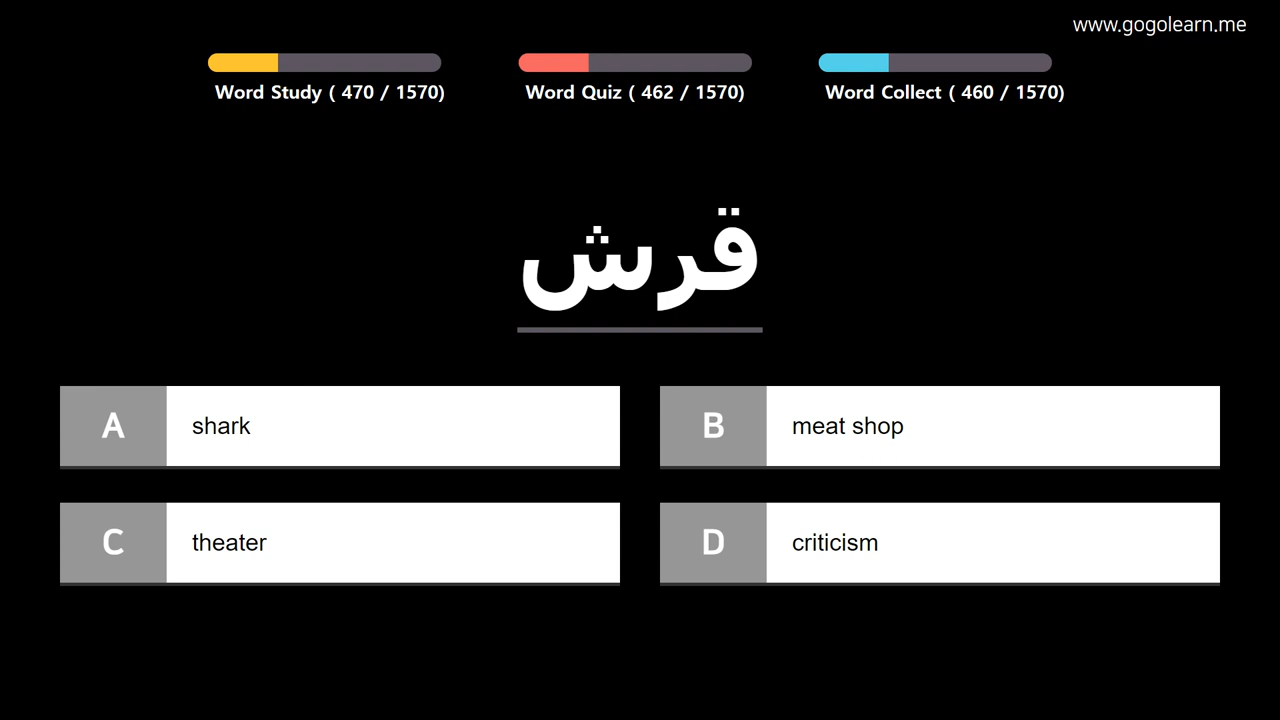 www.gogolearn.me
Word Study ( 470 / 1570)
Word Quiz ( 462 / 1570)
Word Collect ( 460 / 1570)
قرش
A shark
B meat shop
C theater
D criticism